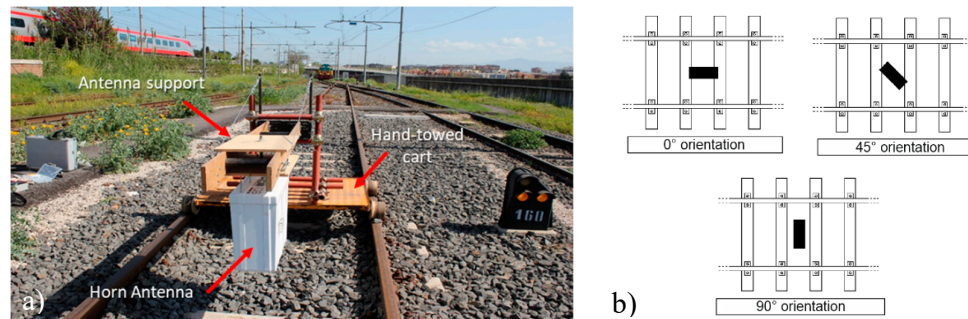 Antenna support
Hand-towed
cart
160
Horn Antenna
a)
0° orientation
45° orientation
90° orientation
b)